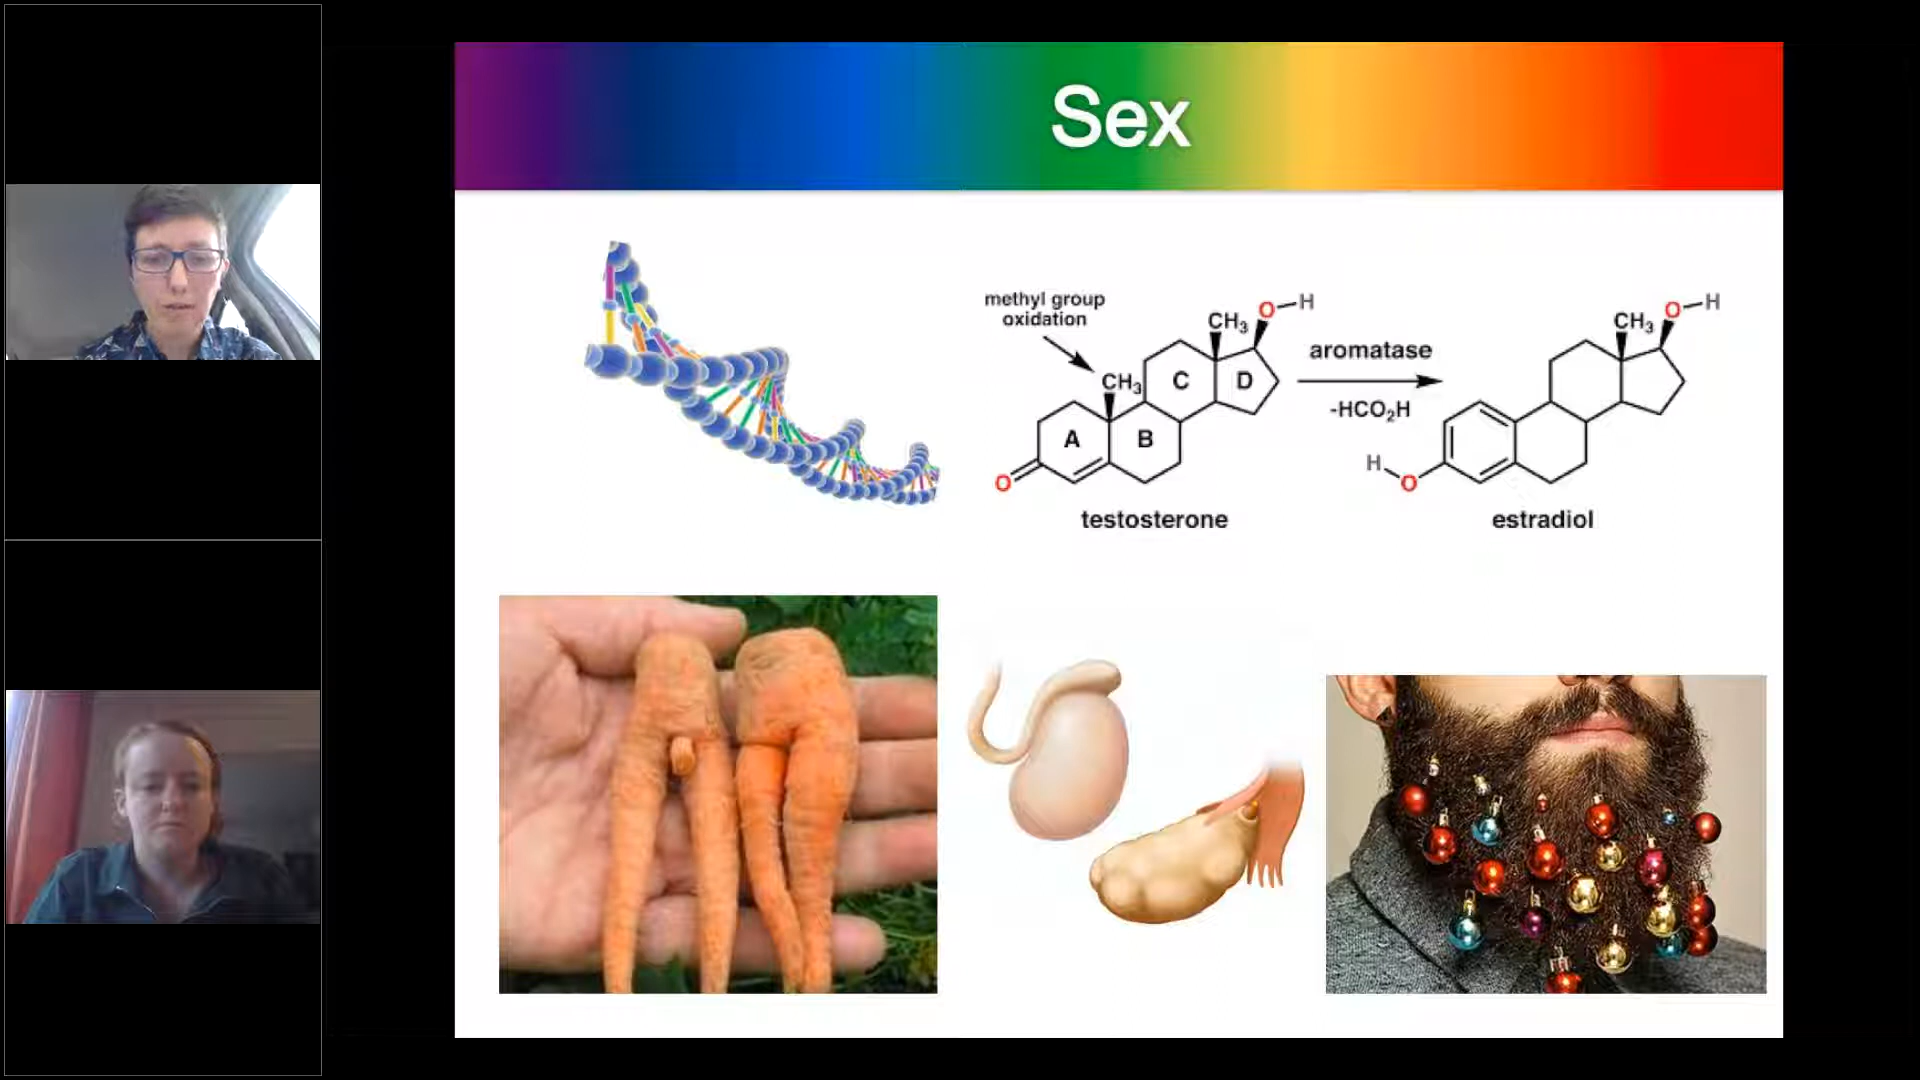 Sex
methyl group
oxidation
CH3
O
H
CH3
C
D
A
B
O
testosterone
aromatase
-HCO2H
CH3
O
H
H
O
estradiol